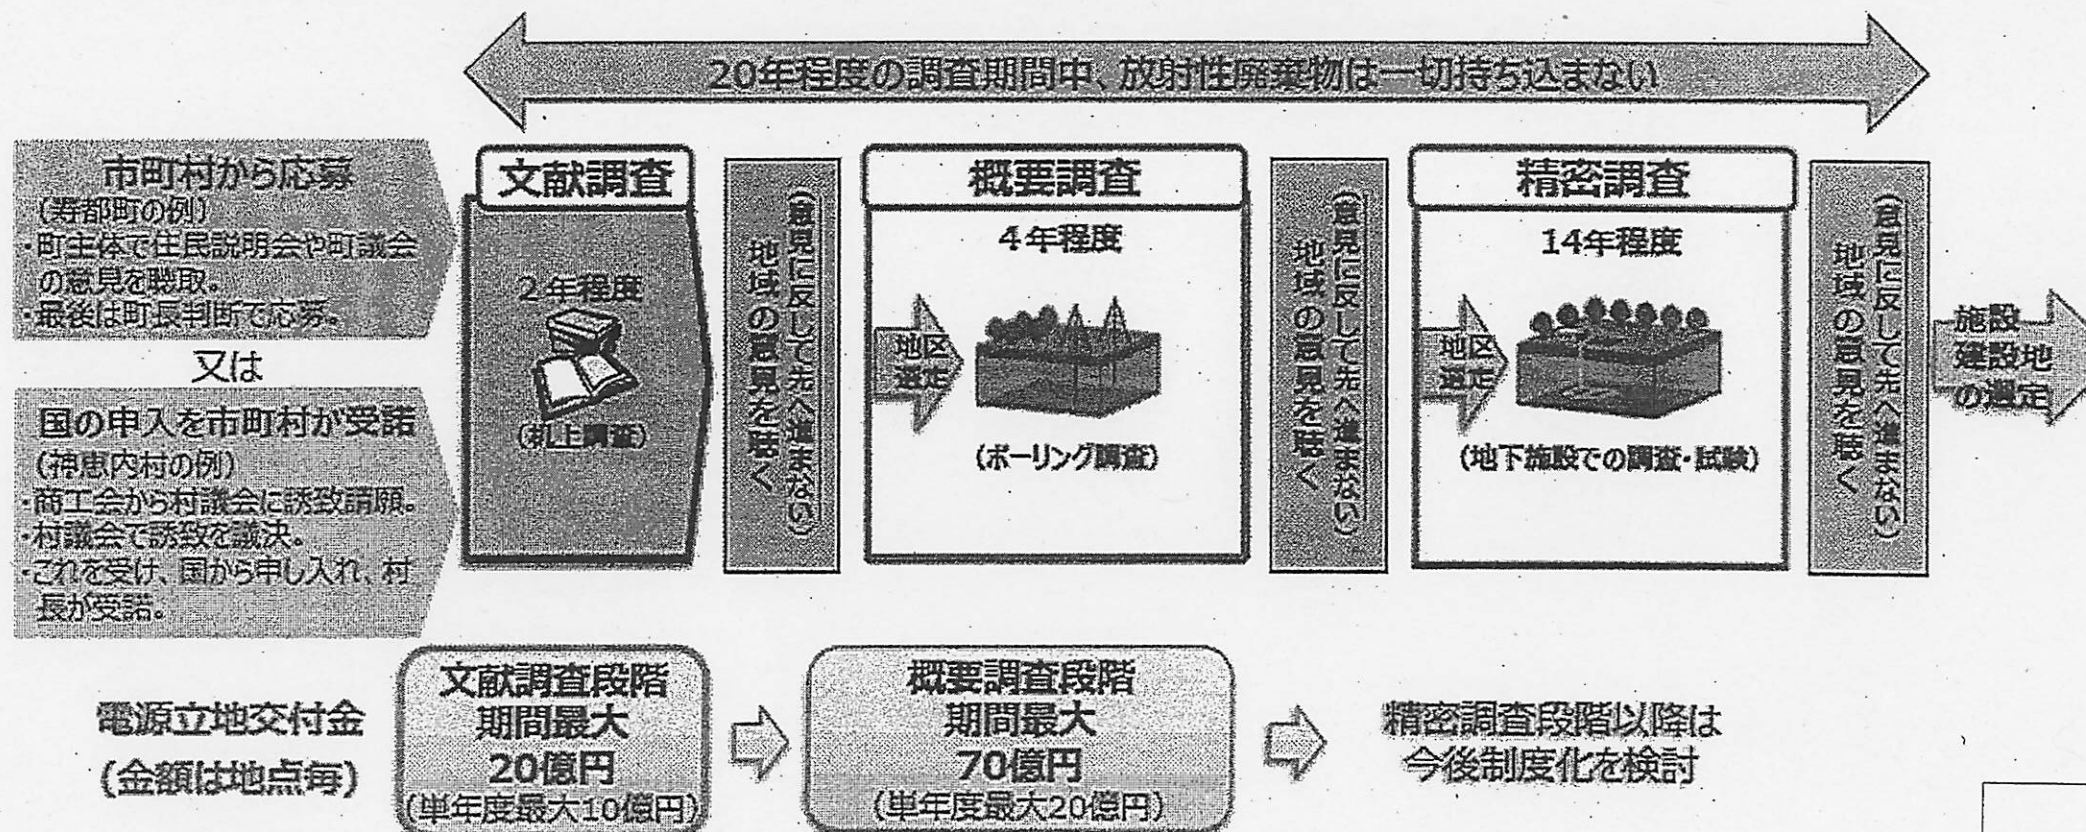 20年程度の調査期間中、放射性廃棄物は一切持ち込まない
市町村から応募
(寿都町の例)
・町主体で住民説明会や町議会
の意見を聴取。
・最後は町長判断で応募。
又は
国の申入を市町村が受諾
(神恵内村の例)
・商工会から村議会に誘致請願。
・村議会で誘致を議決。
・これを受け、国から申し入れ、村
長が受諾。
文献調査
2年程度
(机上調査)
(意見に反して先へ進まない)
地域の意見を聴く
地区
選定
概要調査
4年程度
(ボーリング調査)
(意見に反して先へ進まない)
地域の意見を聴く
地区
選定
精密調査
14年程度
(地下施設での調査・試験)
(意見に反して先へ進まない)
地域の意見を聴く
施設
建設地
の選定
電源立地交付金
(金額は地点毎)
文献調査段階
期間最大
20億円
(単年度最大10億円)
概要調査段階
期間最大
70億円
(単年度最大20億円)
精密調査段階以降は
今後制度化を検討